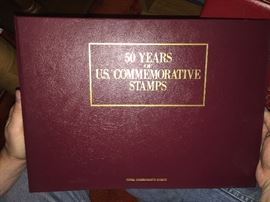 50 YEARS
OF
U.S. COMMEMORATIVE
STAMPS